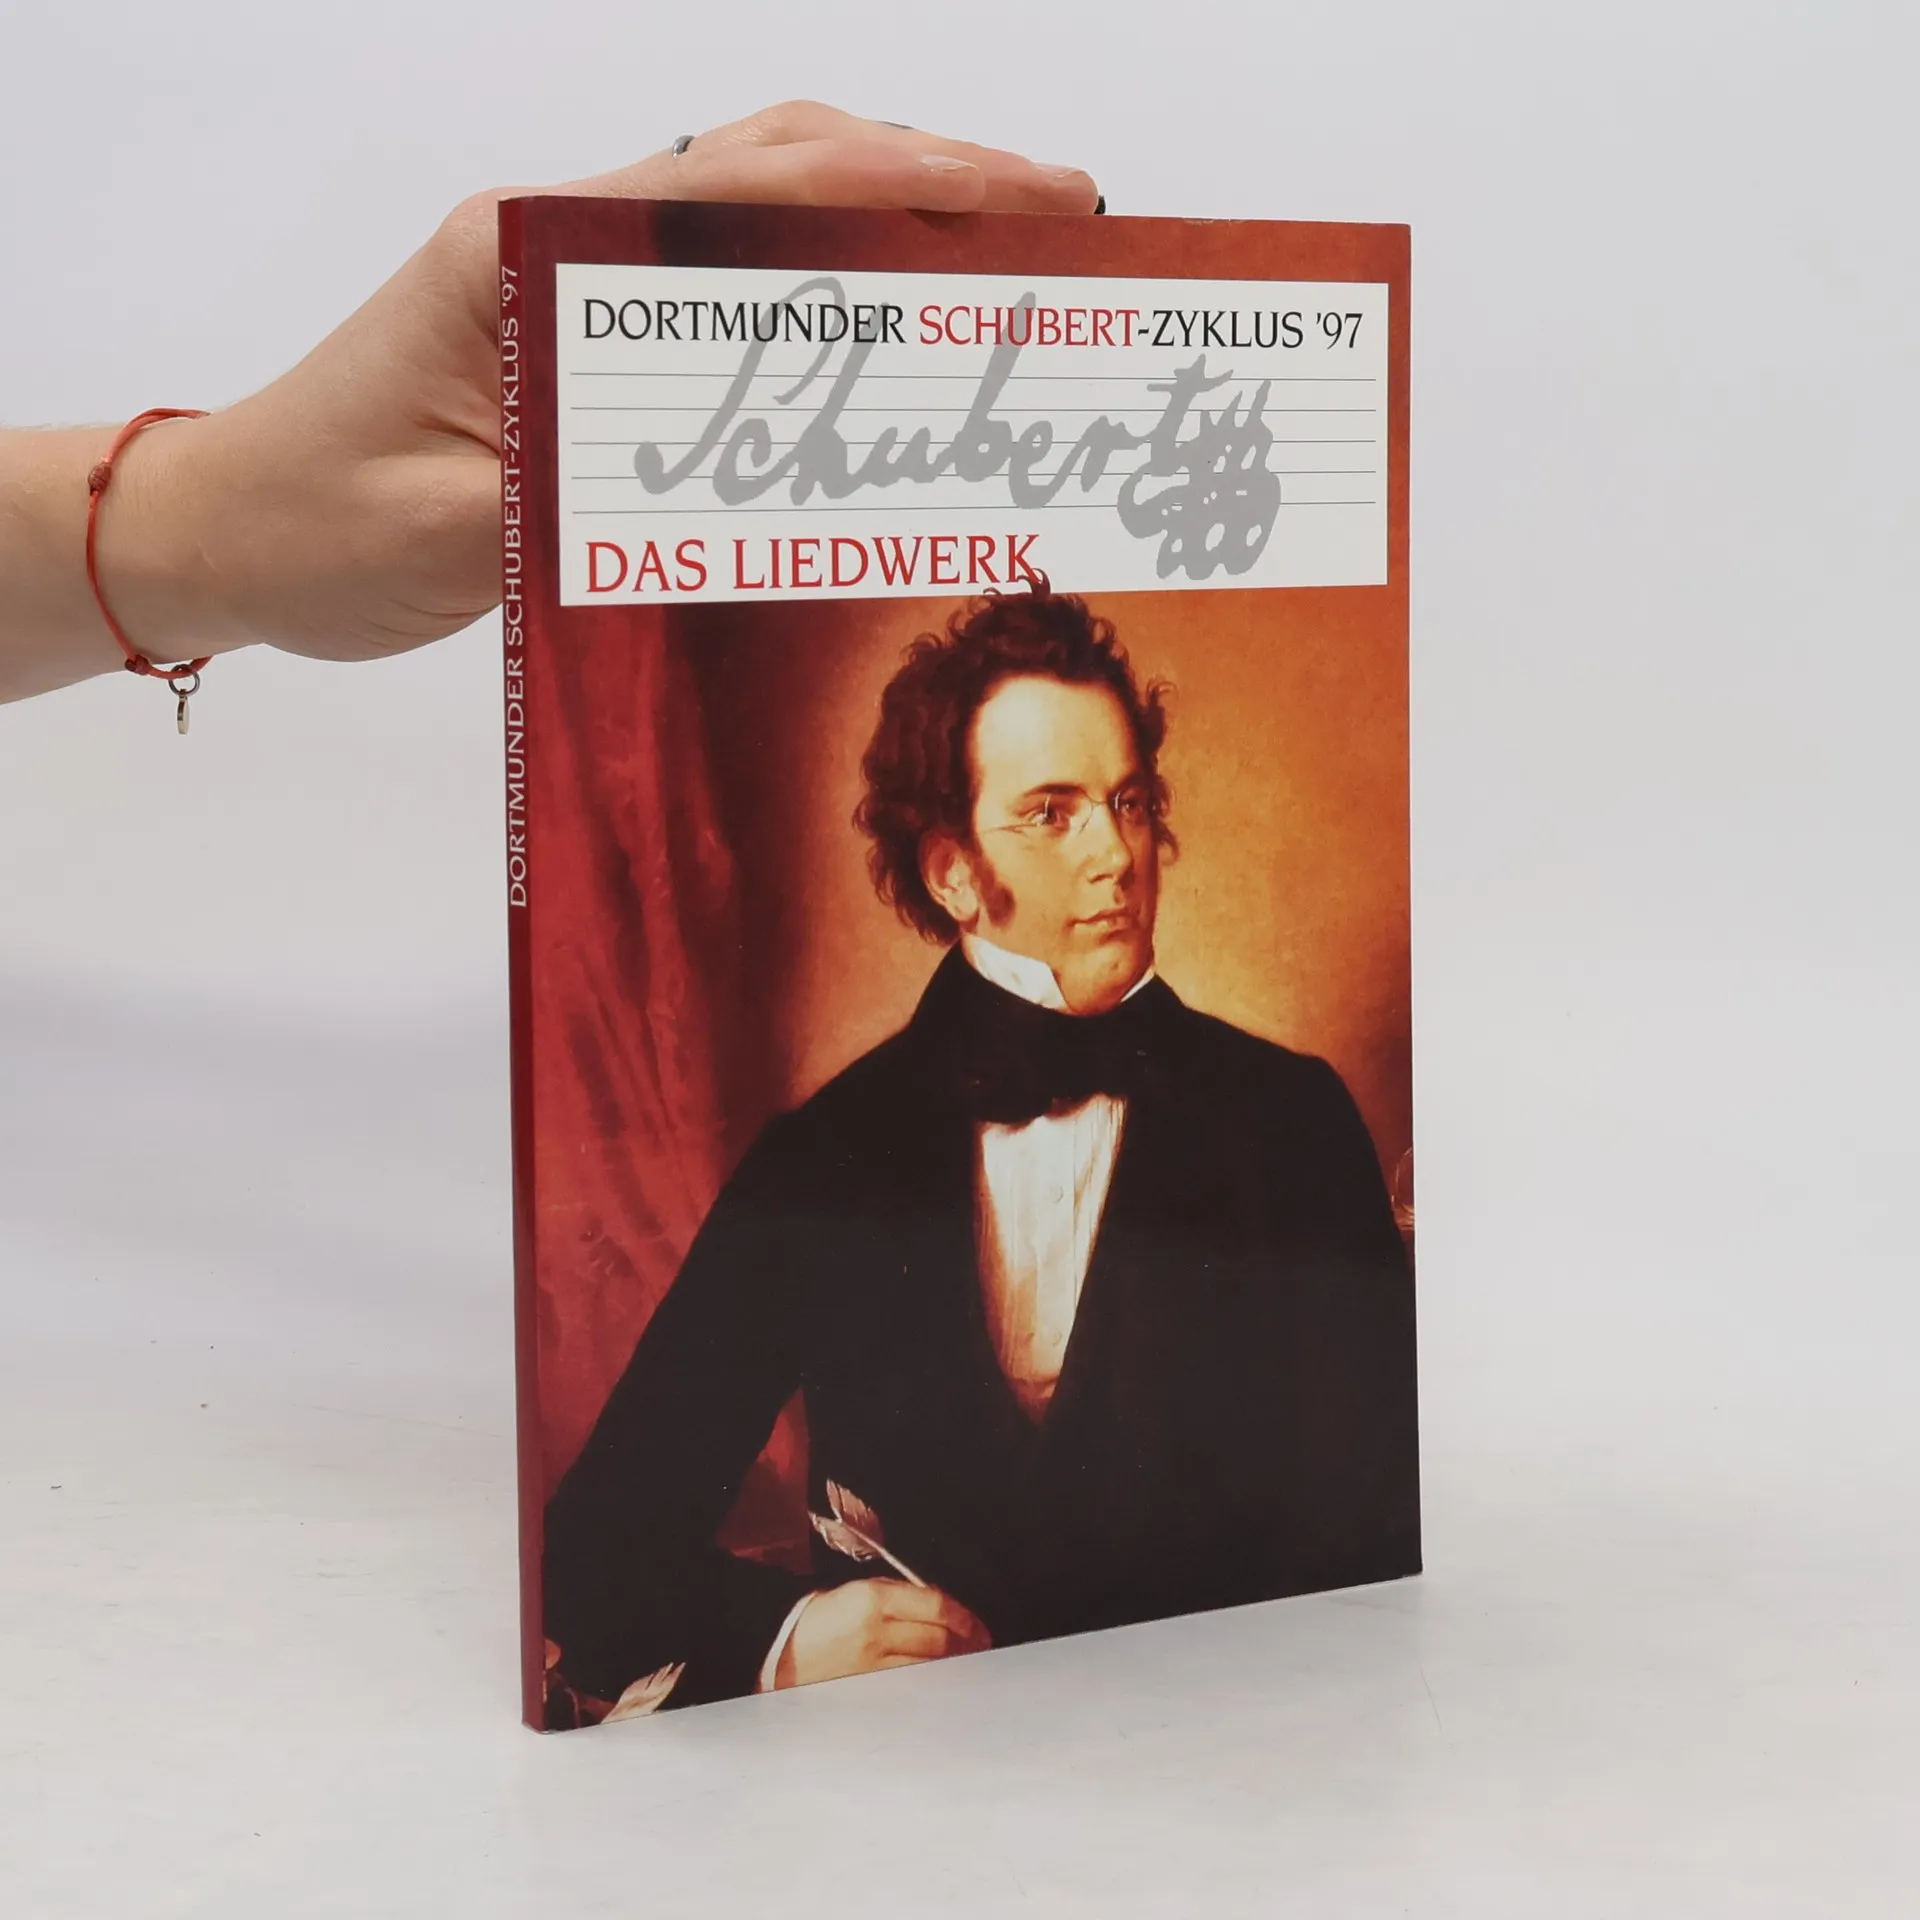 DORTMUNDER SCHUBERT-ZYKLUS '97
Schubert
DAS LIEDWERK
DORTMUNDER SCHUBERT-ZYKLUS '97